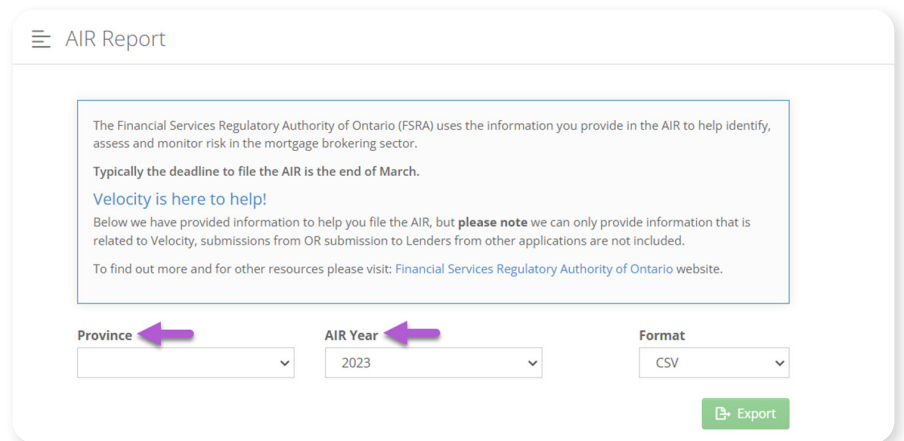 AIR Report
The Financial Services Regulatory Authority of Ontario (FSRA) uses the information you provide in the AIR to help identify,
assess and monitor risk in the mortgage brokering sector.
Typically the deadline to file the AIR is the end of March.
Velocity is here to help!
Below we have provided information to help you file the AIR, but please note we can only provide information that is
related to Velocity, submissions from OR submission to Lenders from other applications are not included.
To find out more and for other resources please visit: Financial Services Regulatory Authority of Ontario website.
Province AIR Year Format
2023 CSV
Export